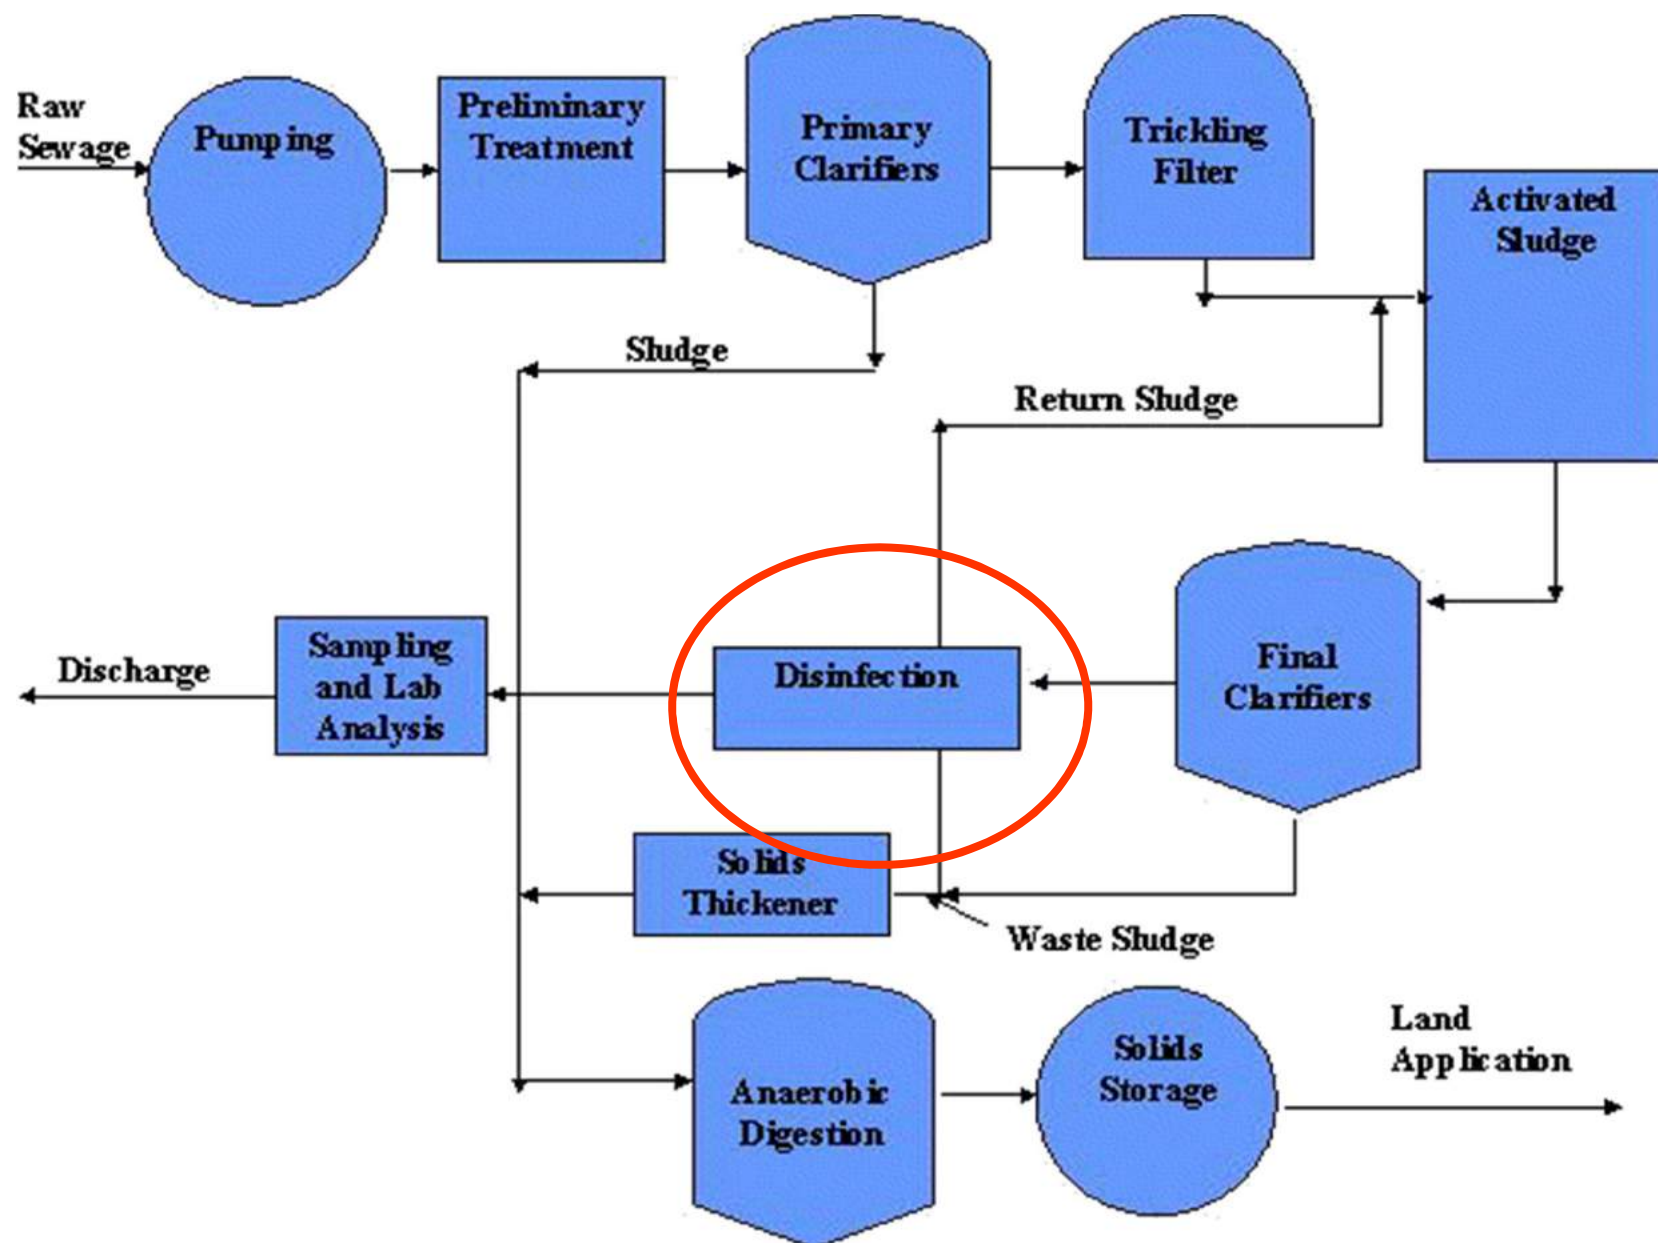 Raw
Sewage
Pumping
Preliminary
Treatment
Primary
Clarifiers
Trickling
Filter
Activated
Sludge
Sludge
Return Sludge
Discharge
Sampling
and Lab
Analysis
Disinfection
Final
Clarifiers
Solids
Thickener
Waste Sludge
Anaerobic
Digestion
Solids
Storage
Land
Application